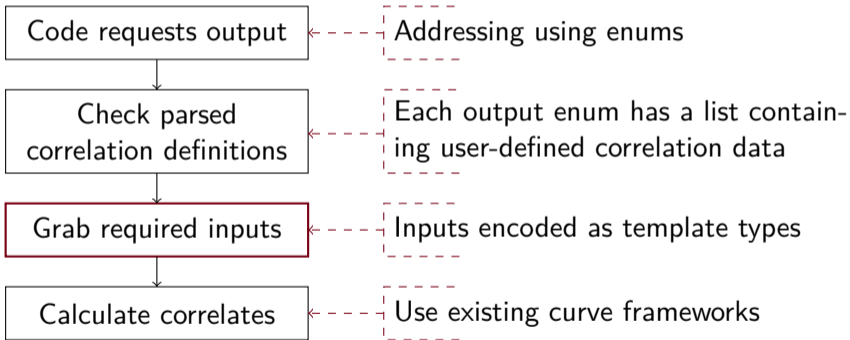 Code requests output
Addressing using enums
Check parsed
correlation definitions
Each output enum has a list contain-
ing user-defined correlation data
Grab required inputs
Inputs encoded as template types
Calculate correlates
Use existing curve frameworks